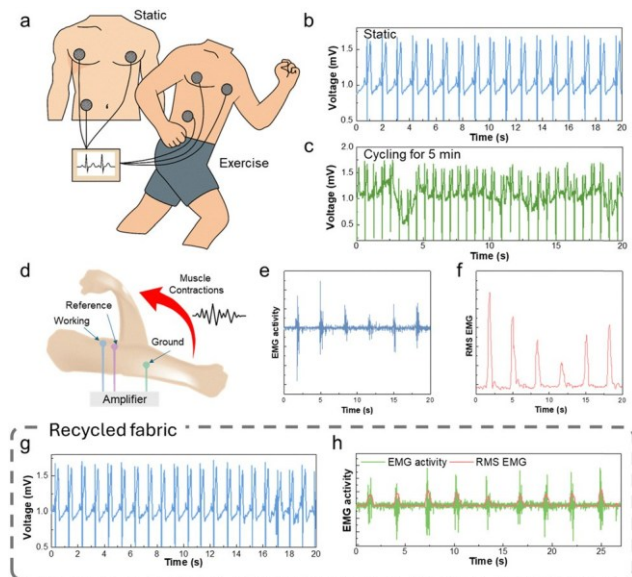 a
Static
Exercise
b
Static
Voltage (mV)
1.5
1.0
0.5
0 2 4 6 8 10 12 14 16 18 20
Time (s)
c
Cycling for 5 min
Voltage (mV)
2.0
1.5
1.0
0.5
0 5 10 15 20
Time (s)
d
Muscle
Contractions
Reference
Working
Ground
Amplifier
e
EMG activity
0 5 10 15 20
Time (s)
f
RMS EMG
0 5 10 15 20
Time (s)
Recycled fabric
g
Voltage (mV)
1.5
1.0
0.5
0 2 4 6 8 10 12 14 16 18 20
Time (s)
h
EMG activity RMS EMG
EMG activity
0 5 10 15 20 25
Time (s)